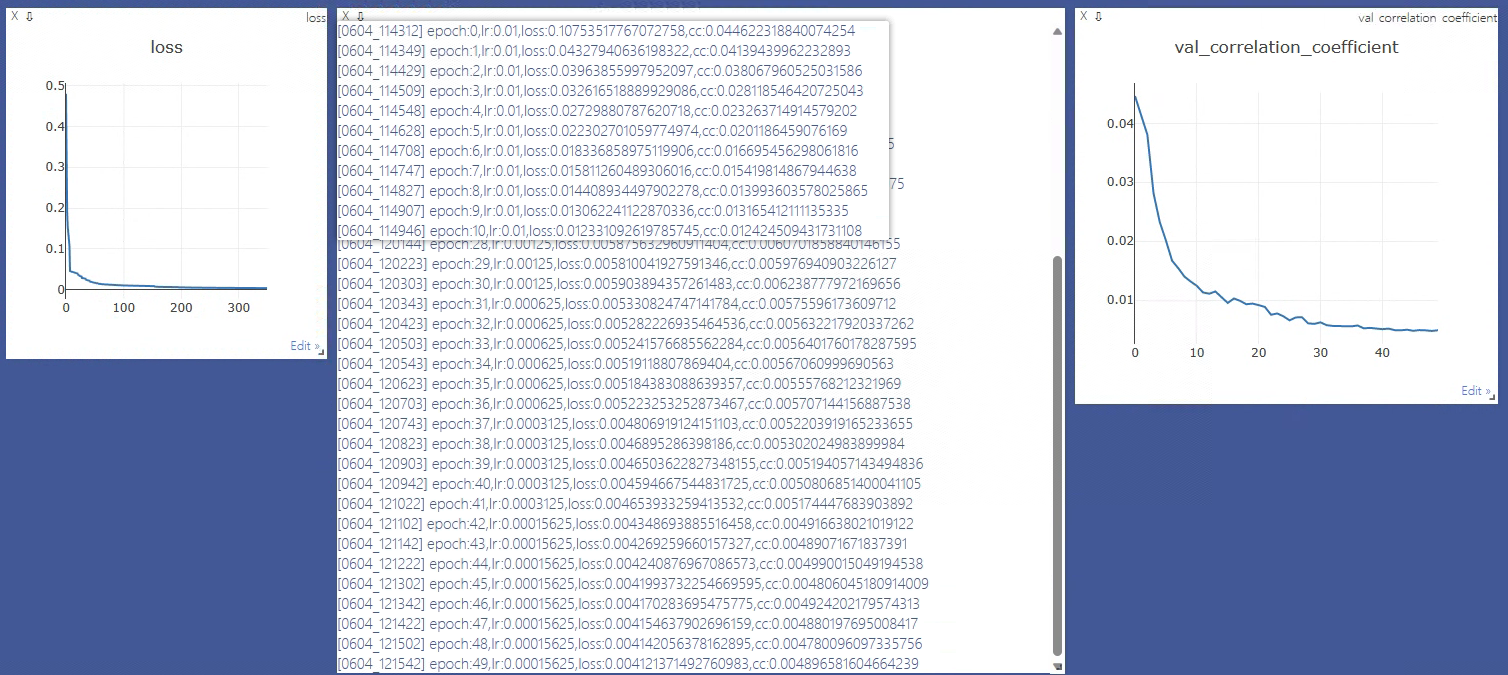 X ⇩ loss
loss
0.5
0.4
0.3
0.2
0.1
0
0 100 200 300
Edit »
X ⇩
[0604_114312] epoch:0,lr:0.01,loss:0.10753517767072758,cc:0.044622318840074254
[0604_114349] epoch:1,lr:0.01,loss:0.04327940636198322,cc:0.04139439962232893
[0604_114429] epoch:2,lr:0.01,loss:0.03963855997952097,cc:0.038067960525031586
[0604_114509] epoch:3,lr:0.01,loss:0.032616518889929086,cc:0.028118546420725043
[0604_114548] epoch:4,lr:0.01,loss:0.02729880787620718,cc:0.023263714914579202
[0604_114628] epoch:5,lr:0.01,loss:0.022302701059774974,cc:0.0201186459076169
[0604_114708] epoch:6,lr:0.01,loss:0.018336858975119906,cc:0.016695456298061816
[0604_114747] epoch:7,lr:0.01,loss:0.015811260489306016,cc:0.015419814867944638
[0604_114827] epoch:8,lr:0.01,loss:0.014408934497902278,cc:0.013993603578025865
[0604_114907] epoch:9,lr:0.01,loss:0.013062241122870336,cc:0.013165412111135335
[0604_114946] epoch:10,lr:0.01,loss:0.012331092619785745,cc:0.012424509431731108
[0604_120144] epoch:28,lr:0.00125,loss:0.005875632960911404,cc:0.0060701858840146155
[0604_120223] epoch:29,lr:0.00125,loss:0.005810041927591346,cc:0.005976940903226127
[0604_120303] epoch:30,lr:0.00125,loss:0.005903894357261483,cc:0.006238777972169656
[0604_120343] epoch:31,lr:0.000625,loss:0.005330824747141784,cc:0.00575596173609712
[0604_120423] epoch:32,lr:0.000625,loss:0.005282226935464536,cc:0.005632217920337262
[0604_120503] epoch:33,lr:0.000625,loss:0.005241576685562284,cc:0.0056401760178287595
[0604_120543] epoch:34,lr:0.000625,loss:0.00519118807869404,cc:0.00567060999690563
[0604_120623] epoch:35,lr:0.000625,loss:0.005184383088639357,cc:0.00555768212321969
[0604_120703] epoch:36,lr:0.000625,loss:0.005223253252873467,cc:0.005707144156887538
[0604_120743] epoch:37,lr:0.0003125,loss:0.004806919124151103,cc:0.0052203919165233655
[0604_120823] epoch:38,lr:0.0003125,loss:0.0046895286398186,cc:0.005302024983899984
[0604_120903] epoch:39,lr:0.0003125,loss:0.0046503622827348155,cc:0.005194057143494836
[0604_120942] epoch:40,lr:0.0003125,loss:0.004594667544831725,cc:0.0050806851400041105
[0604_121022] epoch:41,lr:0.0003125,loss:0.004653933259413532,cc:0.005174447683903892
[0604_121102] epoch:42,lr:0.00015625,loss:0.004348693885516458,cc:0.004916638021019122
[0604_121142] epoch:43,lr:0.00015625,loss:0.004269259660157327,cc:0.00489071671837391
[0604_121222] epoch:44,lr:0.00015625,loss:0.004240876967086573,cc:0.004990015049194538
[0604_121302] epoch:45,lr:0.00015625,loss:0.0041993732254669595,cc:0.004806045180914009
[0604_121342] epoch:46,lr:0.00015625,loss:0.004170283695475775,cc:0.004924202179574313
[0604_121422] epoch:47,lr:0.00015625,loss:0.004154637902696159,cc:0.004880197695008417
[0604_121502] epoch:48,lr:0.00015625,loss:0.004142056378162895,cc:0.004780096097335756
[0604_121542] epoch:49,lr:0.00015625,loss:0.004121371492760983,cc:0.004896581604664239
X ⇩ val_correlation_coefficient
val_correlation_coefficient
0.04
0.03
0.02
0.01
0 10 20 30 40
Edit »